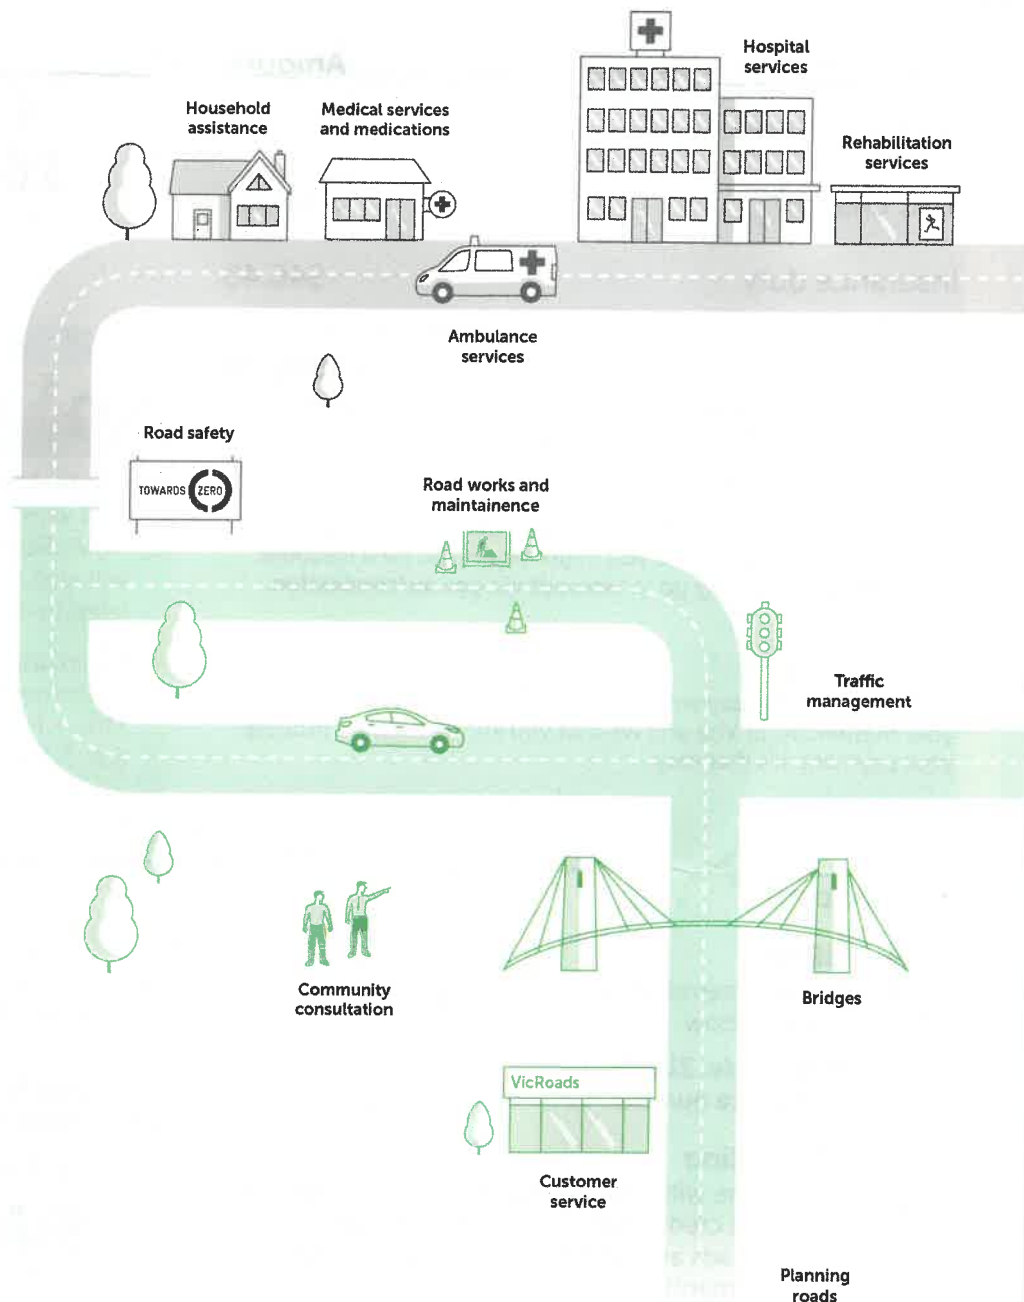 Hospital
services
Household
assistance
Medical services
and medications
Rehabilitation
services
Ambulance
services
Road safety
TOWARDS ZERO
Road works and
maintainence
Traffic
management
Community
consultation
Bridges
VicRoads
Customer
service
Planning
roads